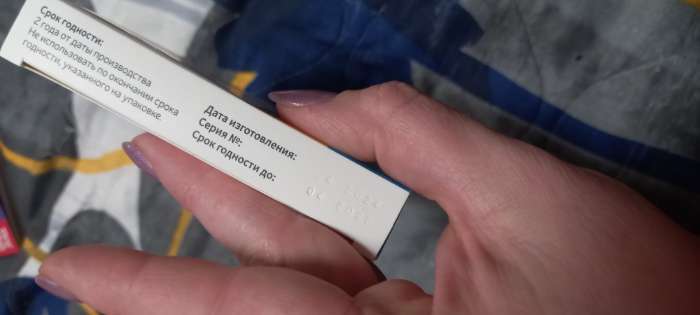 Срок годности:
2 года от даты производства
Не использовать по окончании срока
годности, указанного на упаковке.
Дата изготовления:
Серия №:
Срок годности до: